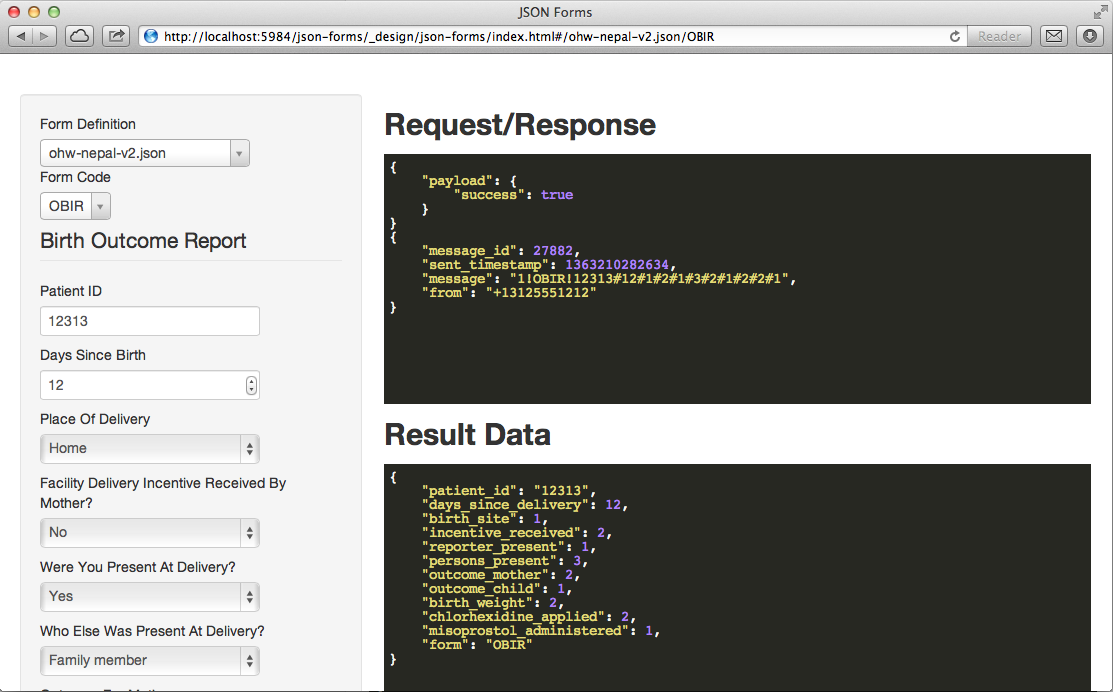 JSON Forms
http://localhost:5984/json-forms/_design/json-forms/index.html#/ohw-nepal-v2.json/OBIR
Reader
Form Definition
ohw-nepal-v2.json
Form Code
OBIR
Birth Outcome Report
Patient ID
12313
Days Since Birth
12
Place Of Delivery
Home
Facility Delivery Incentive Received By
Mother?
No
Were You Present At Delivery?
Yes
Who Else Was Present At Delivery?
Family member
Request/Response
{
"payload": {
"success": true
}
}
{
"message_id": 27882,
"sent_timestamp": 1363210282634,
"message": "1!OBIR!12313#12#1#2#1#3#2#1#2#2#1",
"from": "+13125551212"
}
Result Data
{
"patient_id": "12313",
"days_since_delivery": 12,
"birth_site": 1,
"incentive_received": 2,
"reporter_present": 1,
"persons_present": 3,
"outcome_mother": 2,
"outcome_child": 1,
"birth_weight": 2,
"chlorhexidine_applied": 2,
"misoprostol_administered": 1,
"form": "OBIR"
}